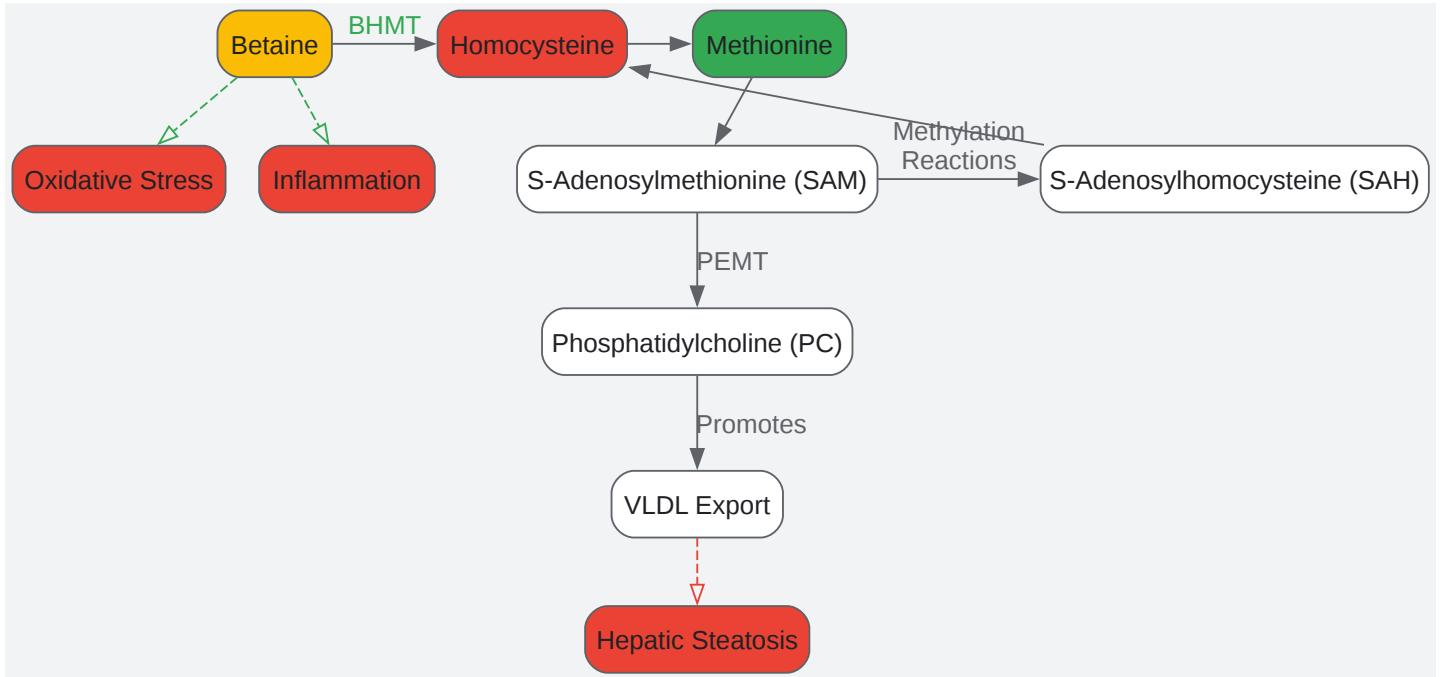 BHMT
Betaine
Homocysteine
Methionine
Oxidative Stress
Inflammation
S-Adenosylmethionine (SAM)
Methylation
Reactions
S-Adenosylhomocysteine (SAH)
PEMT
Phosphatidylcholine (PC)
Promotes
VLDL Export
Hepatic Steatosis